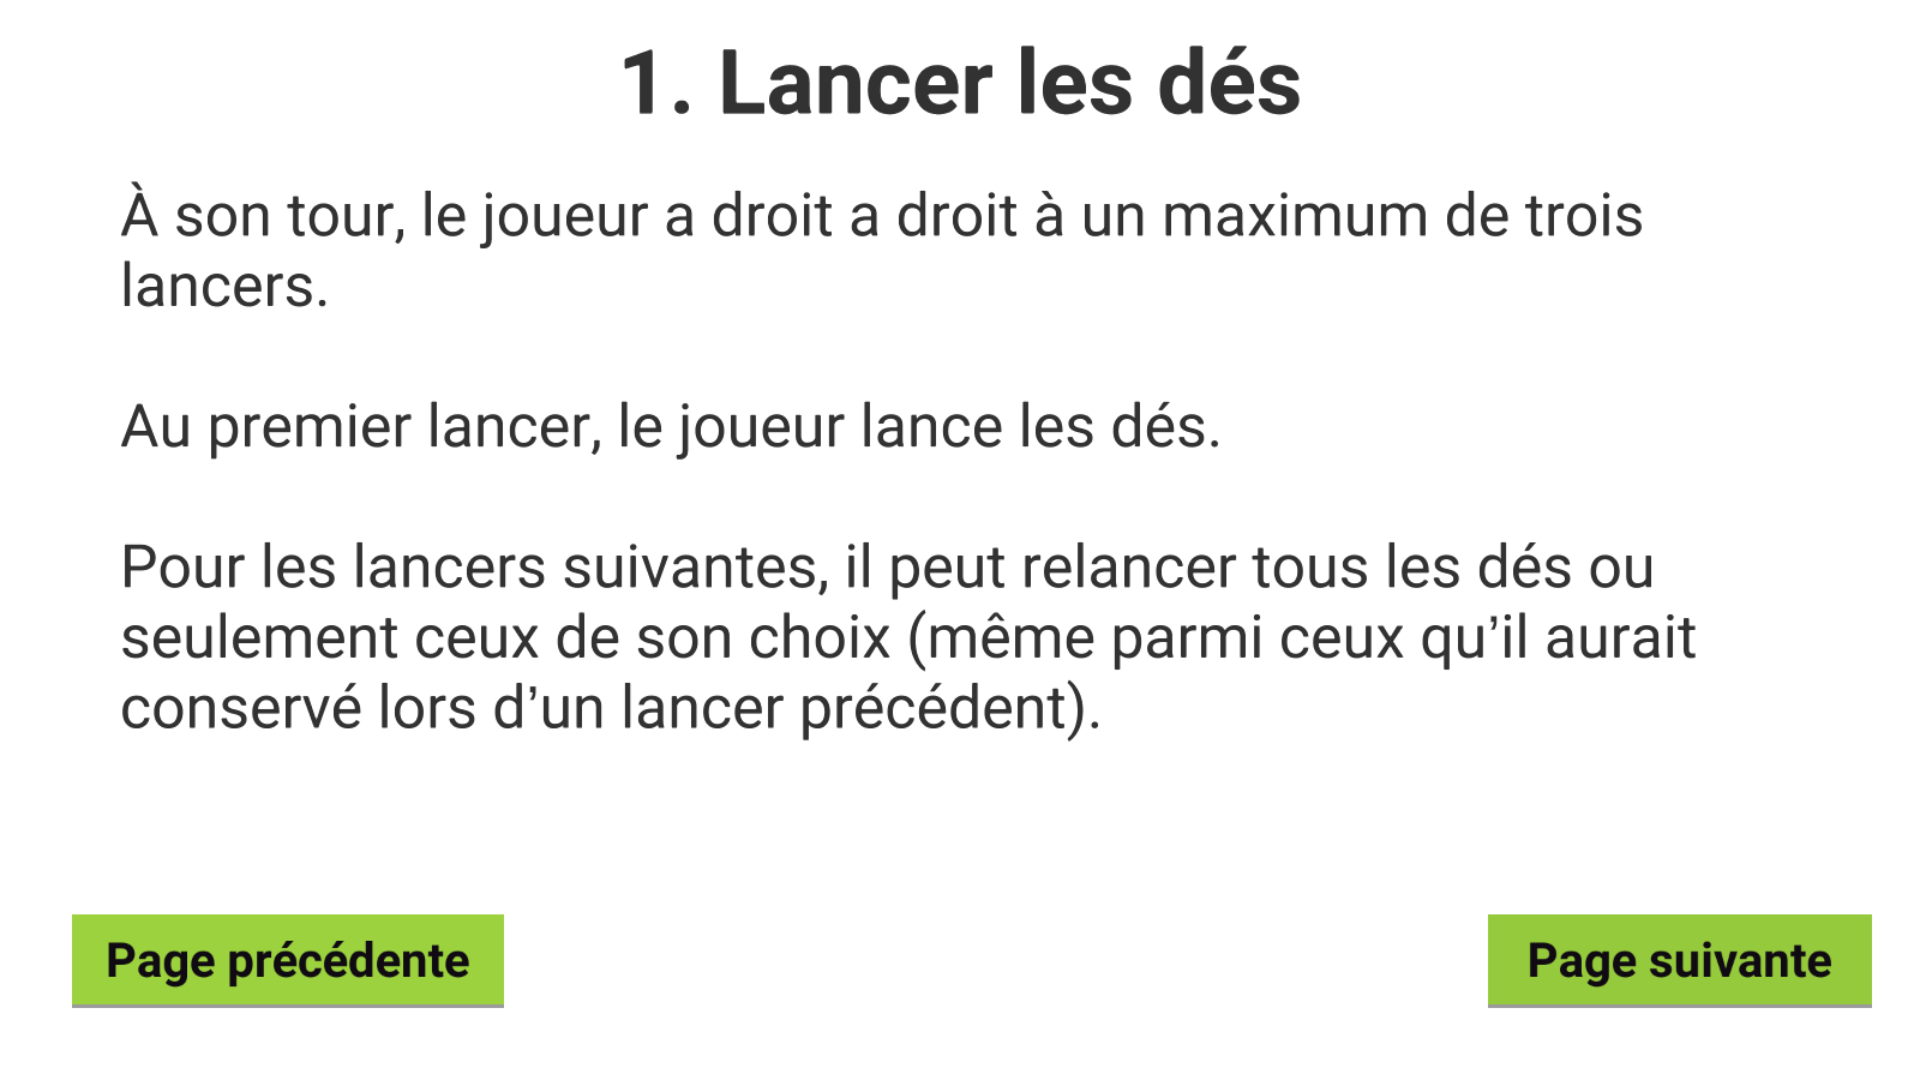 1. Lancer les dés
À son tour, le joueur a droit a droit à un maximum de trois
lancers.
Au premier lancer, le joueur lance les dés.
Pour les lancers suivantes, il peut relancer tous les dés ou
seulement ceux de son choix (même parmi ceux qu’il aurait
conservé lors d’un lancer précédent).
Page précédente
Page suivante